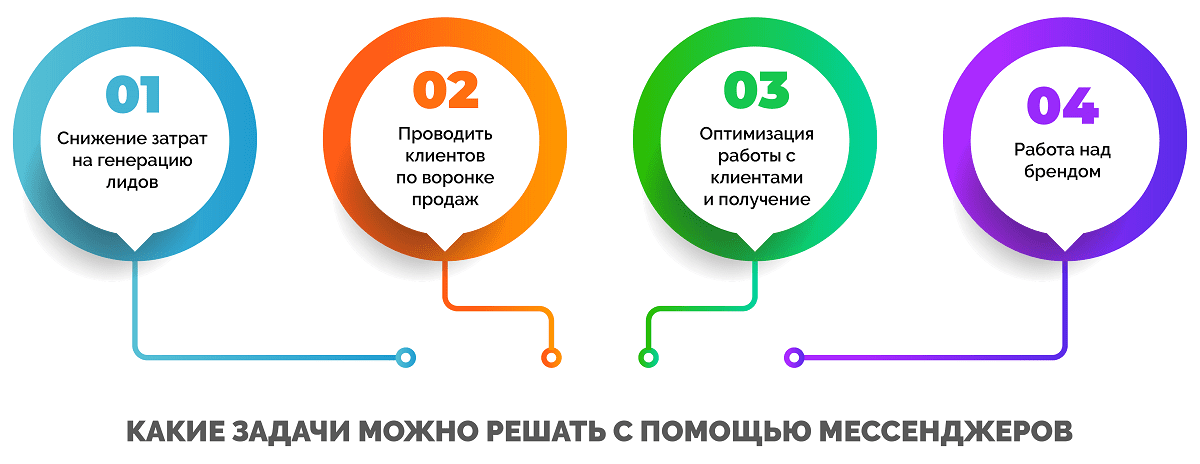 01
Снижение затрат
на генерацию
лидов
02
Проводить
клиентов
по воронке
продаж
03
Оптимизация
работы с
клиентами
и получение
04
Работа над
брендом
КАКИЕ ЗАДАЧИ МОЖНО РЕШАТЬ С ПОМОЩЬЮ МЕССЕНДЖЕРОВ